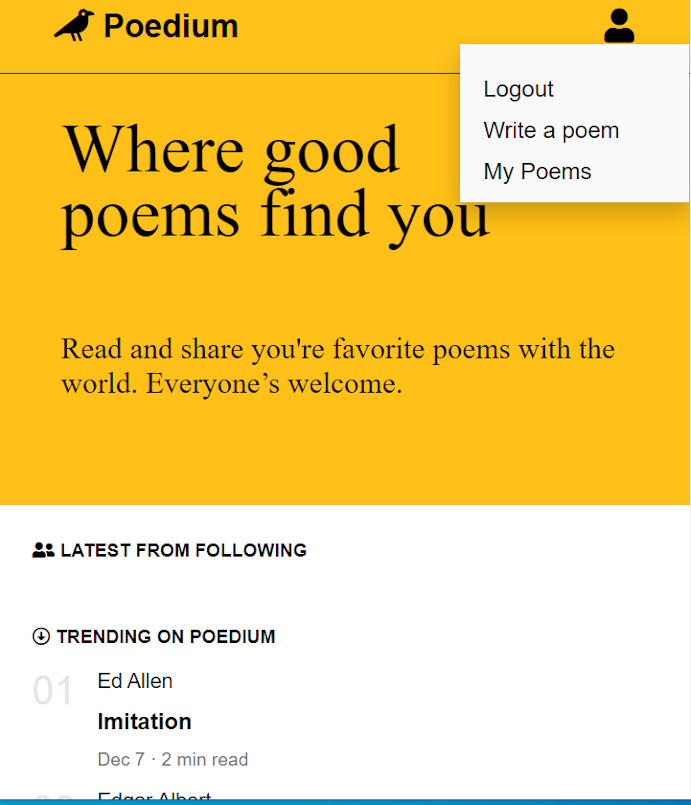 Poedium
Logout
Write a poem
My Poems
Where good
poems find you
Read and share you're favorite poems with the
world. Everyone’s welcome.
LATEST FROM FOLLOWING
TRENDING ON POEDIUM
01
Ed Allen
Imitation
Dec 7 · 2 min read
Edgar Albert